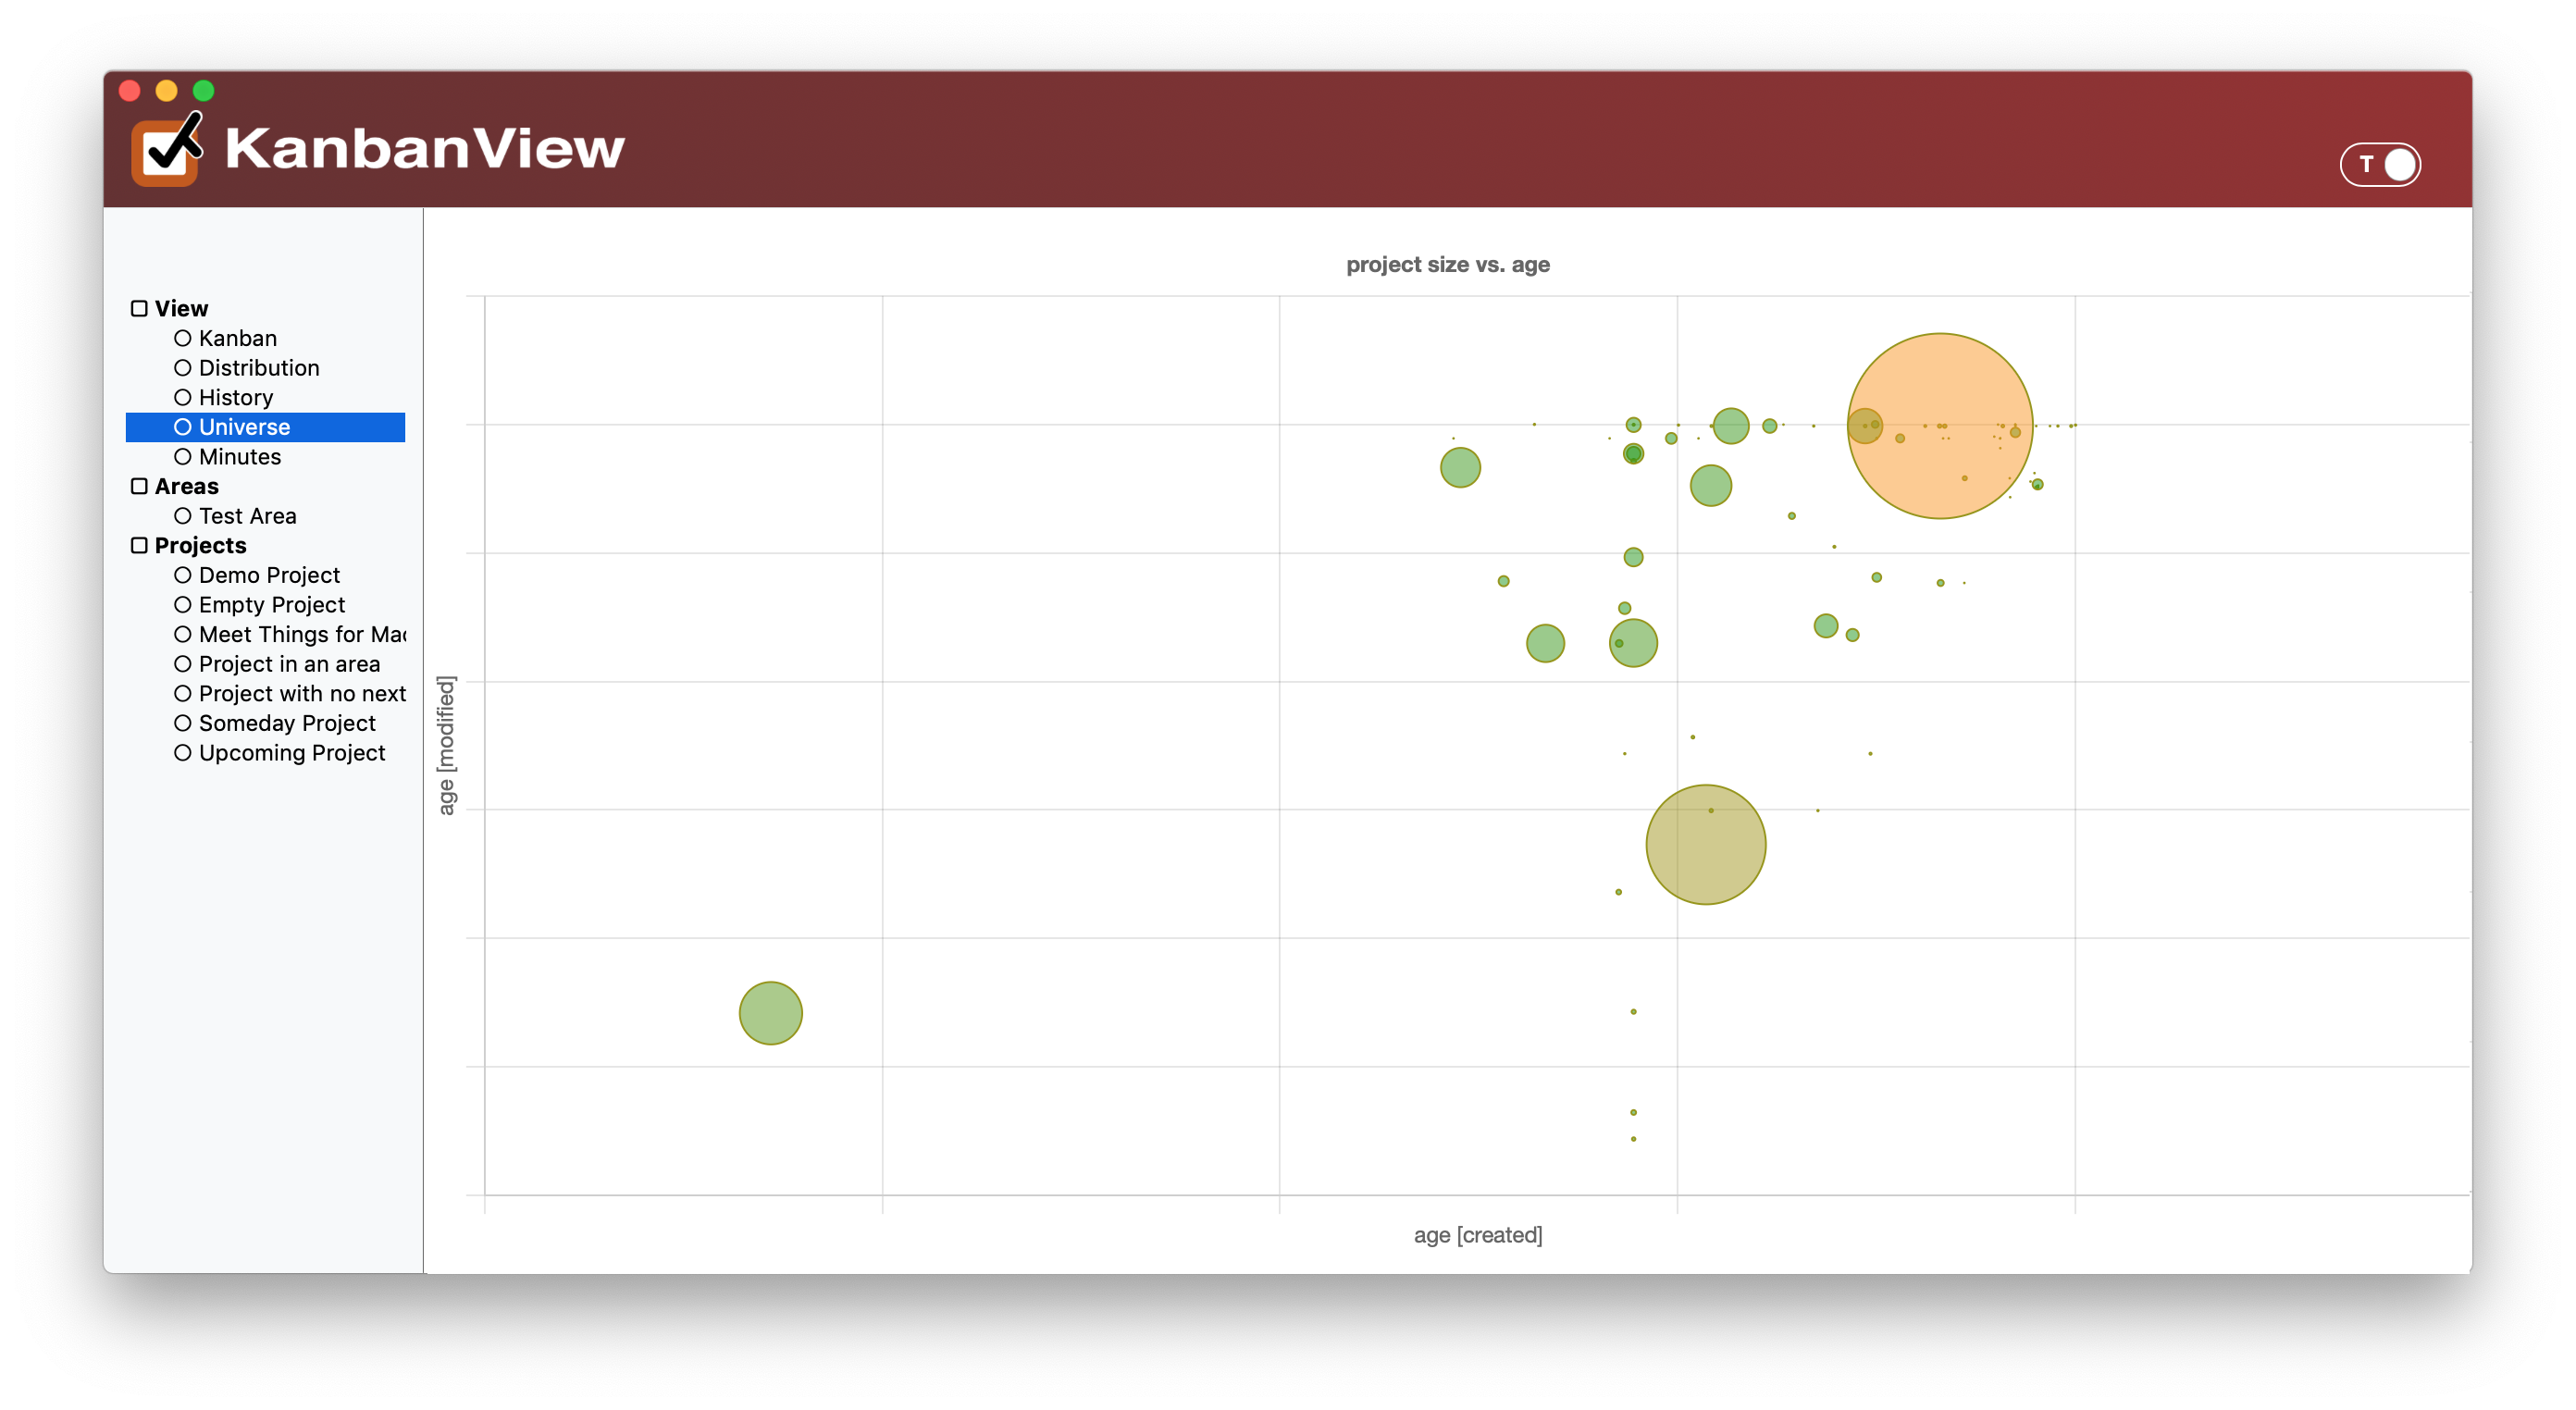 KanbanView
T
View
Kanban
Distribution
History
Universe
Minutes
Areas
Test Area
Projects
Demo Project
Empty Project
Meet Things for Mac
Project in an area
Project with no next
Someday Project
Upcoming Project
project size vs. age
age [modified]
age [created]